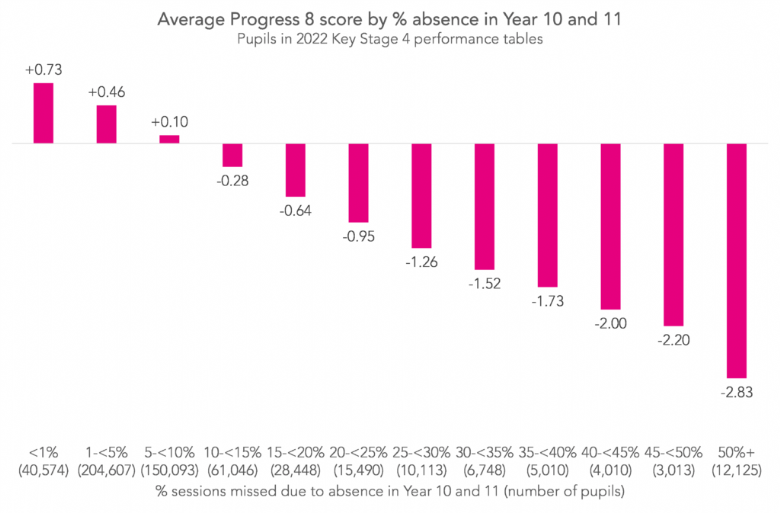 Average Progress 8 score by % absence in Year 10 and 11
Pupils in 2022 Key Stage 4 performance tables
+0.73
+0.46
+0.10
-0.28
-0.64
-0.95
-1.26
-1.52
-1.73
-2.00
-2.20
-2.83
<1% 1-<5% 5-<10% 10-<15% 15-<20% 20-<25% 25-<30% 30-<35% 35-<40% 40-<45% 45-<50% 50%+
(40,574) (204,607) (150,093) (61,046) (28,448) (15,490) (10,113) (6,748) (5,010) (4,010) (3,013) (12,125)
% sessions missed due to absence in Year 10 and 11 (number of pupils)